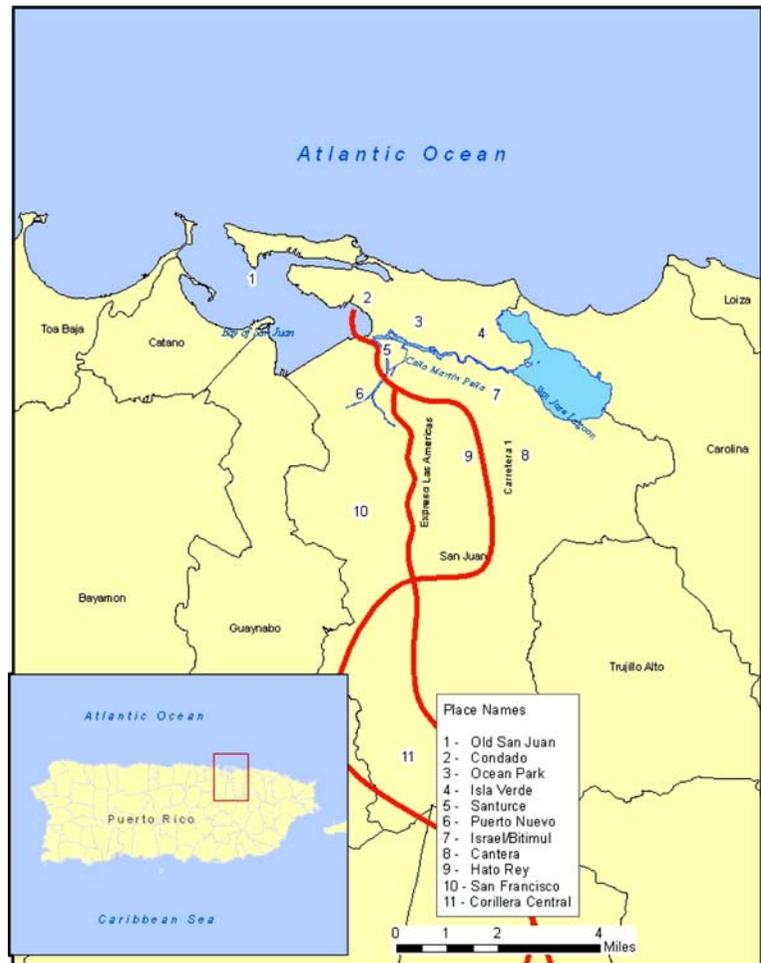 Atlantic Ocean
1
2
3
4
Loiza
Toa Baja
Catano
Bay of San Juan
5
Caño Martín Peña
6
7
San Jose Lagoon
Expreso Las Americas
9
Carretera 1
8
Carolina
10
San Juan
Bayamon
Guaynabo
Trujillo Alto
11
Atlantic Ocean
Puerto Rico
Caribbean Sea
Place Names
1 - Old San Juan
2 - Condado
3 - Ocean Park
4 - Isla Verde
5 - Santurce
6 - Puerto Nuevo
7 - Israel/Bitimul
8 - Cantera
9 - Hato Rey
10 - San Francisco
11 - Corillera Central
0 1 2 4
Miles